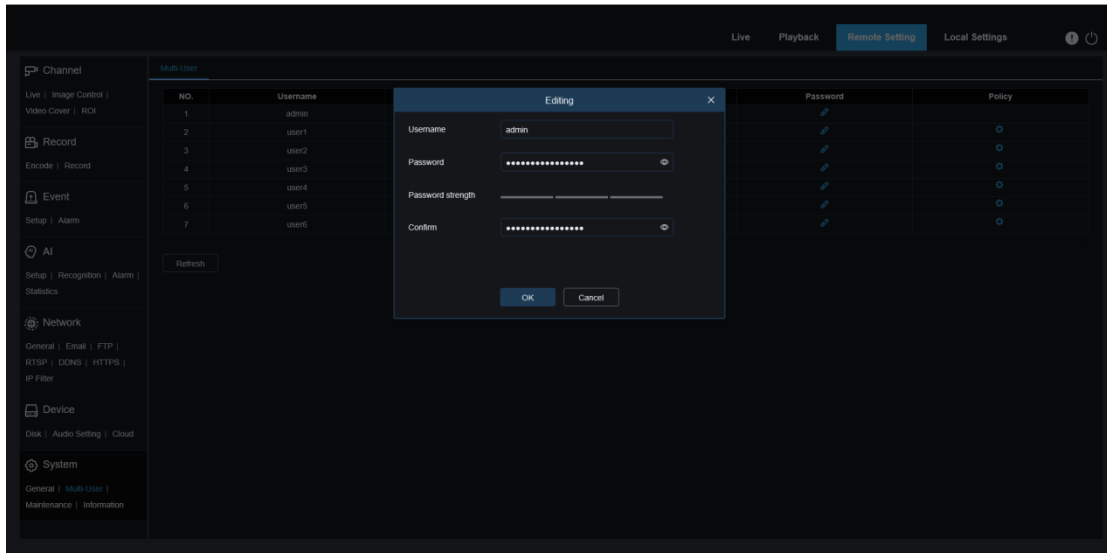 Live Playback Remote Setting Local Settings
Channel
Live | Image Control |
Video Cover | ROI
Record
Encode | Record
Event
Setup | Alarm
AI
Setup | Recognition | Alarm |
Statistics
Network
General | Email | FTP |
RTSP | DDNS | HTTPS |
IP Filter
Device
Disk | Audio Setting | Cloud
System
General | Multi-User |
Maintenance | Information
Multi-User
NO. Username Password Policy
1 admin
2 user1
3 user2
4 user3
5 user4
6 user5
7 user6
Refresh
Editing
Username admin
Password ••••••••••••••••
Password strength
Confirm ••••••••••••••••
OK Cancel